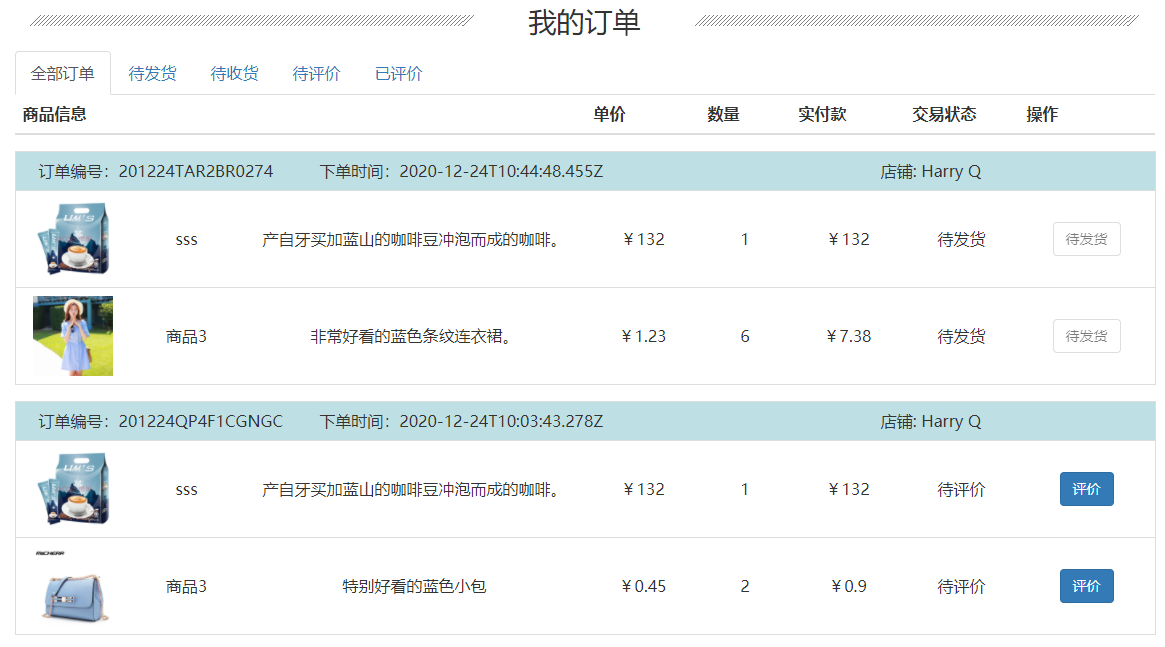 我的订单
全部订单 待发货 待收货 待评价 已评价
商品信息 单价 数量 实付款 交易状态 操作
订单编号：201224TAR2BR0274 下单时间：2020-12-24T10:44:48.455Z 店铺: Harry Q
LIM'S
sss 产自牙买加蓝山的咖啡豆冲泡而成的咖啡。 ￥132 1 ￥132 待发货 待发货
商品3 非常好看的蓝色条纹连衣裙。 ￥1.23 6 ￥7.38 待发货 待发货
订单编号：201224QP4F1CGNGC 下单时间：2020-12-24T10:03:43.278Z 店铺: Harry Q
LIM'S
sss 产自牙买加蓝山的咖啡豆冲泡而成的咖啡。 ￥132 1 ￥132 待评价 评价
商品3 特别好看的蓝色小包 ￥0.45 2 ￥0.9 待评价 评价